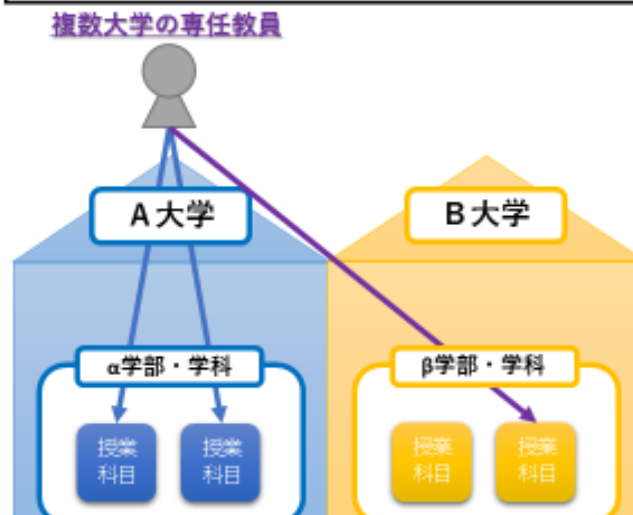 複数大学の専任教員
A大学
B大学
α学部・学科
β学部・学科
授業
科目
授業
科目
授業
科目
授業
科目